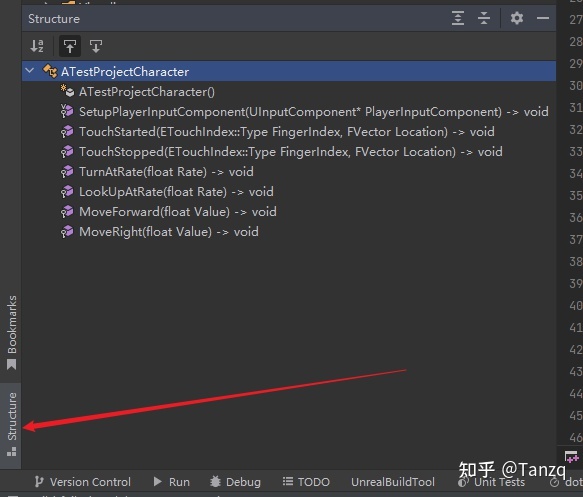 Structure
ATestProjectCharacter
ATestProjectCharacter()
SetupPlayerInputComponent(UInputComponent* PlayerInputComponent) -> void
TouchStarted(ETouchIndex::Type FingerIndex, FVector Location) -> void
TouchStopped(ETouchIndex::Type FingerIndex, FVector Location) -> void
TurnAtRate(float Rate) -> void
LookUpAtRate(float Rate) -> void
MoveForward(float Value) -> void
MoveRight(float Value) -> void
27
28
29
30
31
32
33
34
35
36
37
38
39
40
41
42
43
44
45
46
Bookmarks
Structure
知乎 @Tanzq
Version Control
Run
Debug
TODO
UnrealBuildTool
Unit Tests
dot